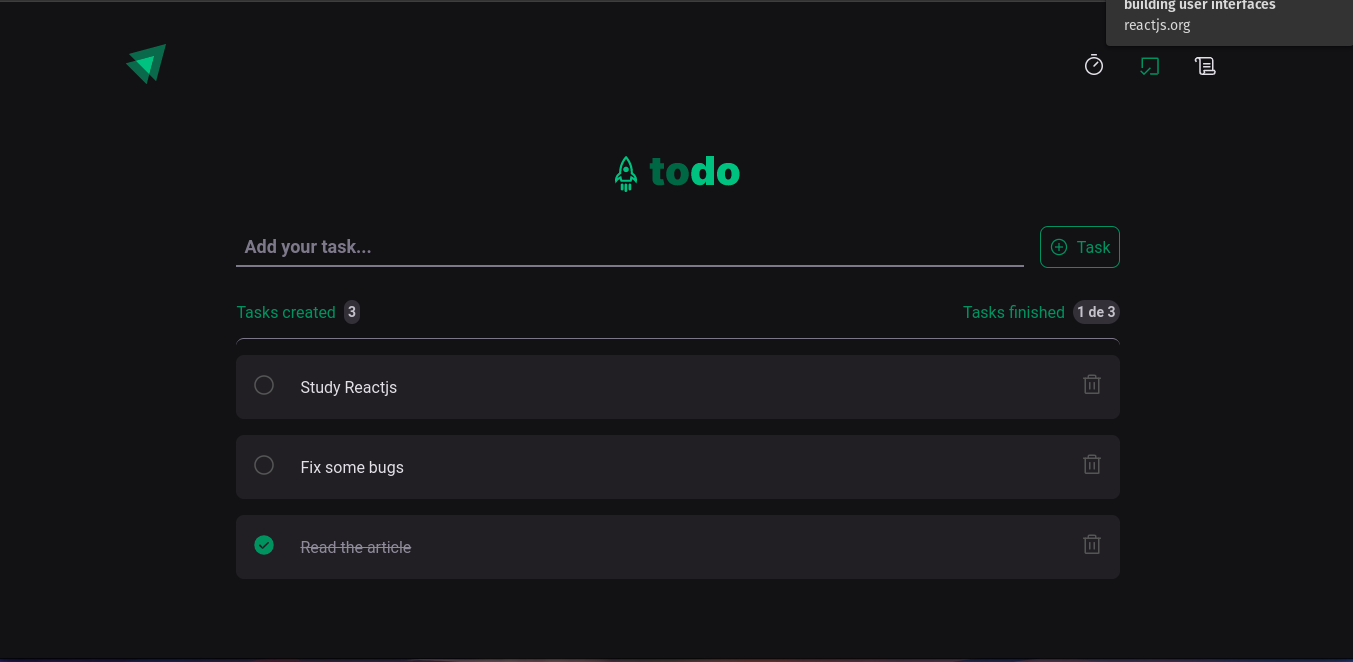 building user interfaces
reactjs.org
todo
Add your task...
Task
Tasks created 3
Tasks finished 1 de 3
Study Reactjs
Fix some bugs
Read the article